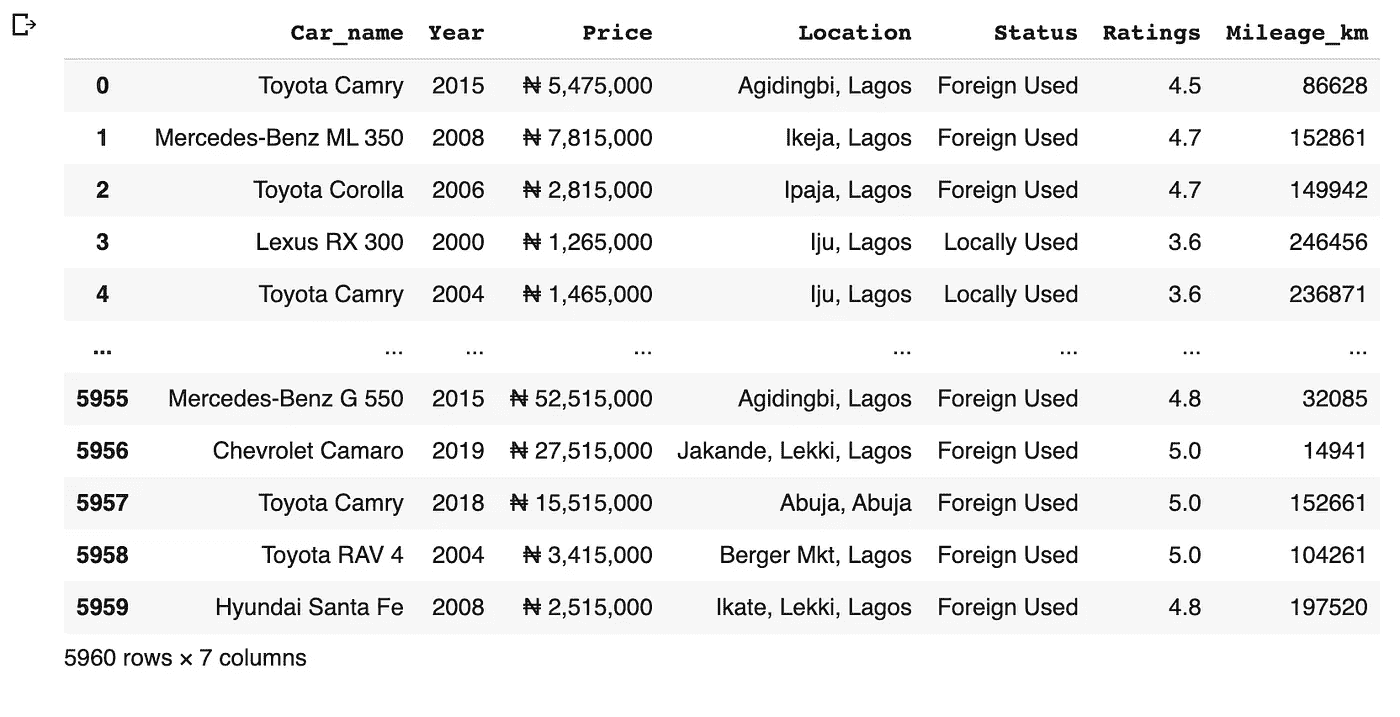 Car_name Year Price Location Status Ratings Mileage_km
0 Toyota Camry 2015 ₦ 5,475,000 Agidingbi, Lagos Foreign Used 4.5 86628
1 Mercedes-Benz ML 350 2008 ₦ 7,815,000 Ikeja, Lagos Foreign Used 4.7 152861
2 Toyota Corolla 2006 ₦ 2,815,000 Ipaja, Lagos Foreign Used 4.7 149942
3 Lexus RX 300 2000 ₦ 1,265,000 Iju, Lagos Locally Used 3.6 246456
4 Toyota Camry 2004 ₦ 1,465,000 Iju, Lagos Locally Used 3.6 236871
... ... ... ... ... ... ... ...
5955 Mercedes-Benz G 550 2015 ₦ 52,515,000 Agidingbi, Lagos Foreign Used 4.8 32085
5956 Chevrolet Camaro 2019 ₦ 27,515,000 Jakande, Lekki, Lagos Foreign Used 5.0 14941
5957 Toyota Camry 2018 ₦ 15,515,000 Abuja, Abuja Foreign Used 5.0 152661
5958 Toyota RAV 4 2004 ₦ 3,415,000 Berger Mkt, Lagos Foreign Used 5.0 104261
5959 Hyundai Santa Fe 2008 ₦ 2,515,000 Ikate, Lekki, Lagos Foreign Used 4.8 197520
5960 rows × 7 columns